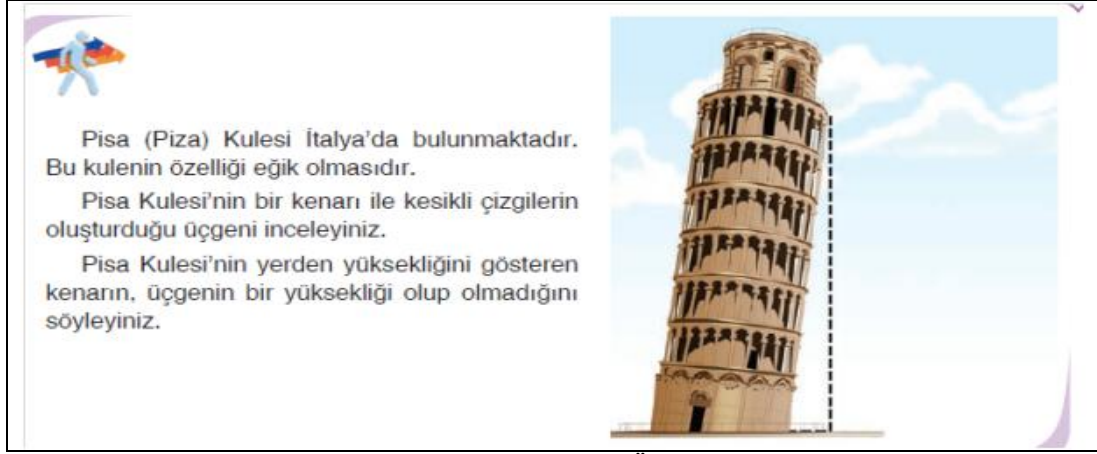 Pisa (Piza) Kulesi İtalya'da bulunmaktadır.
Bu kulenin özelliği eğik olmasıdır.
Pisa Kulesi'nin bir kenarı ile kesikli çizgilerin
oluşturduğu üçgeni inceleyiniz.
Pisa Kulesi'nin yerden yüksekliğini gösteren
kenarın, üçgenin bir yüksekliği olup olmadığını
söyleyiniz.